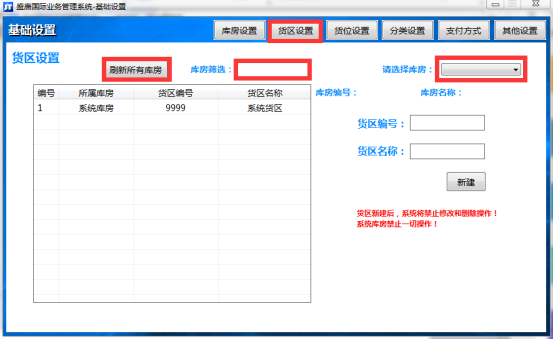 盛唐国际业务管理系统-基础设置
基础设置
库房设置 货区设置 货位设置 分类设置 支付方式 其他设置
货区设置
刷新所有库房 库房筛选： 请选择库房：
编号 所属库房 货区编号 货区名称
1 系统库房 9999 系统货区
库房编号： 库房名称：
货区编号：
货区名称：
新建
货区新建后，系统将禁止修改和删除操作！
系统库房禁止一切操作！